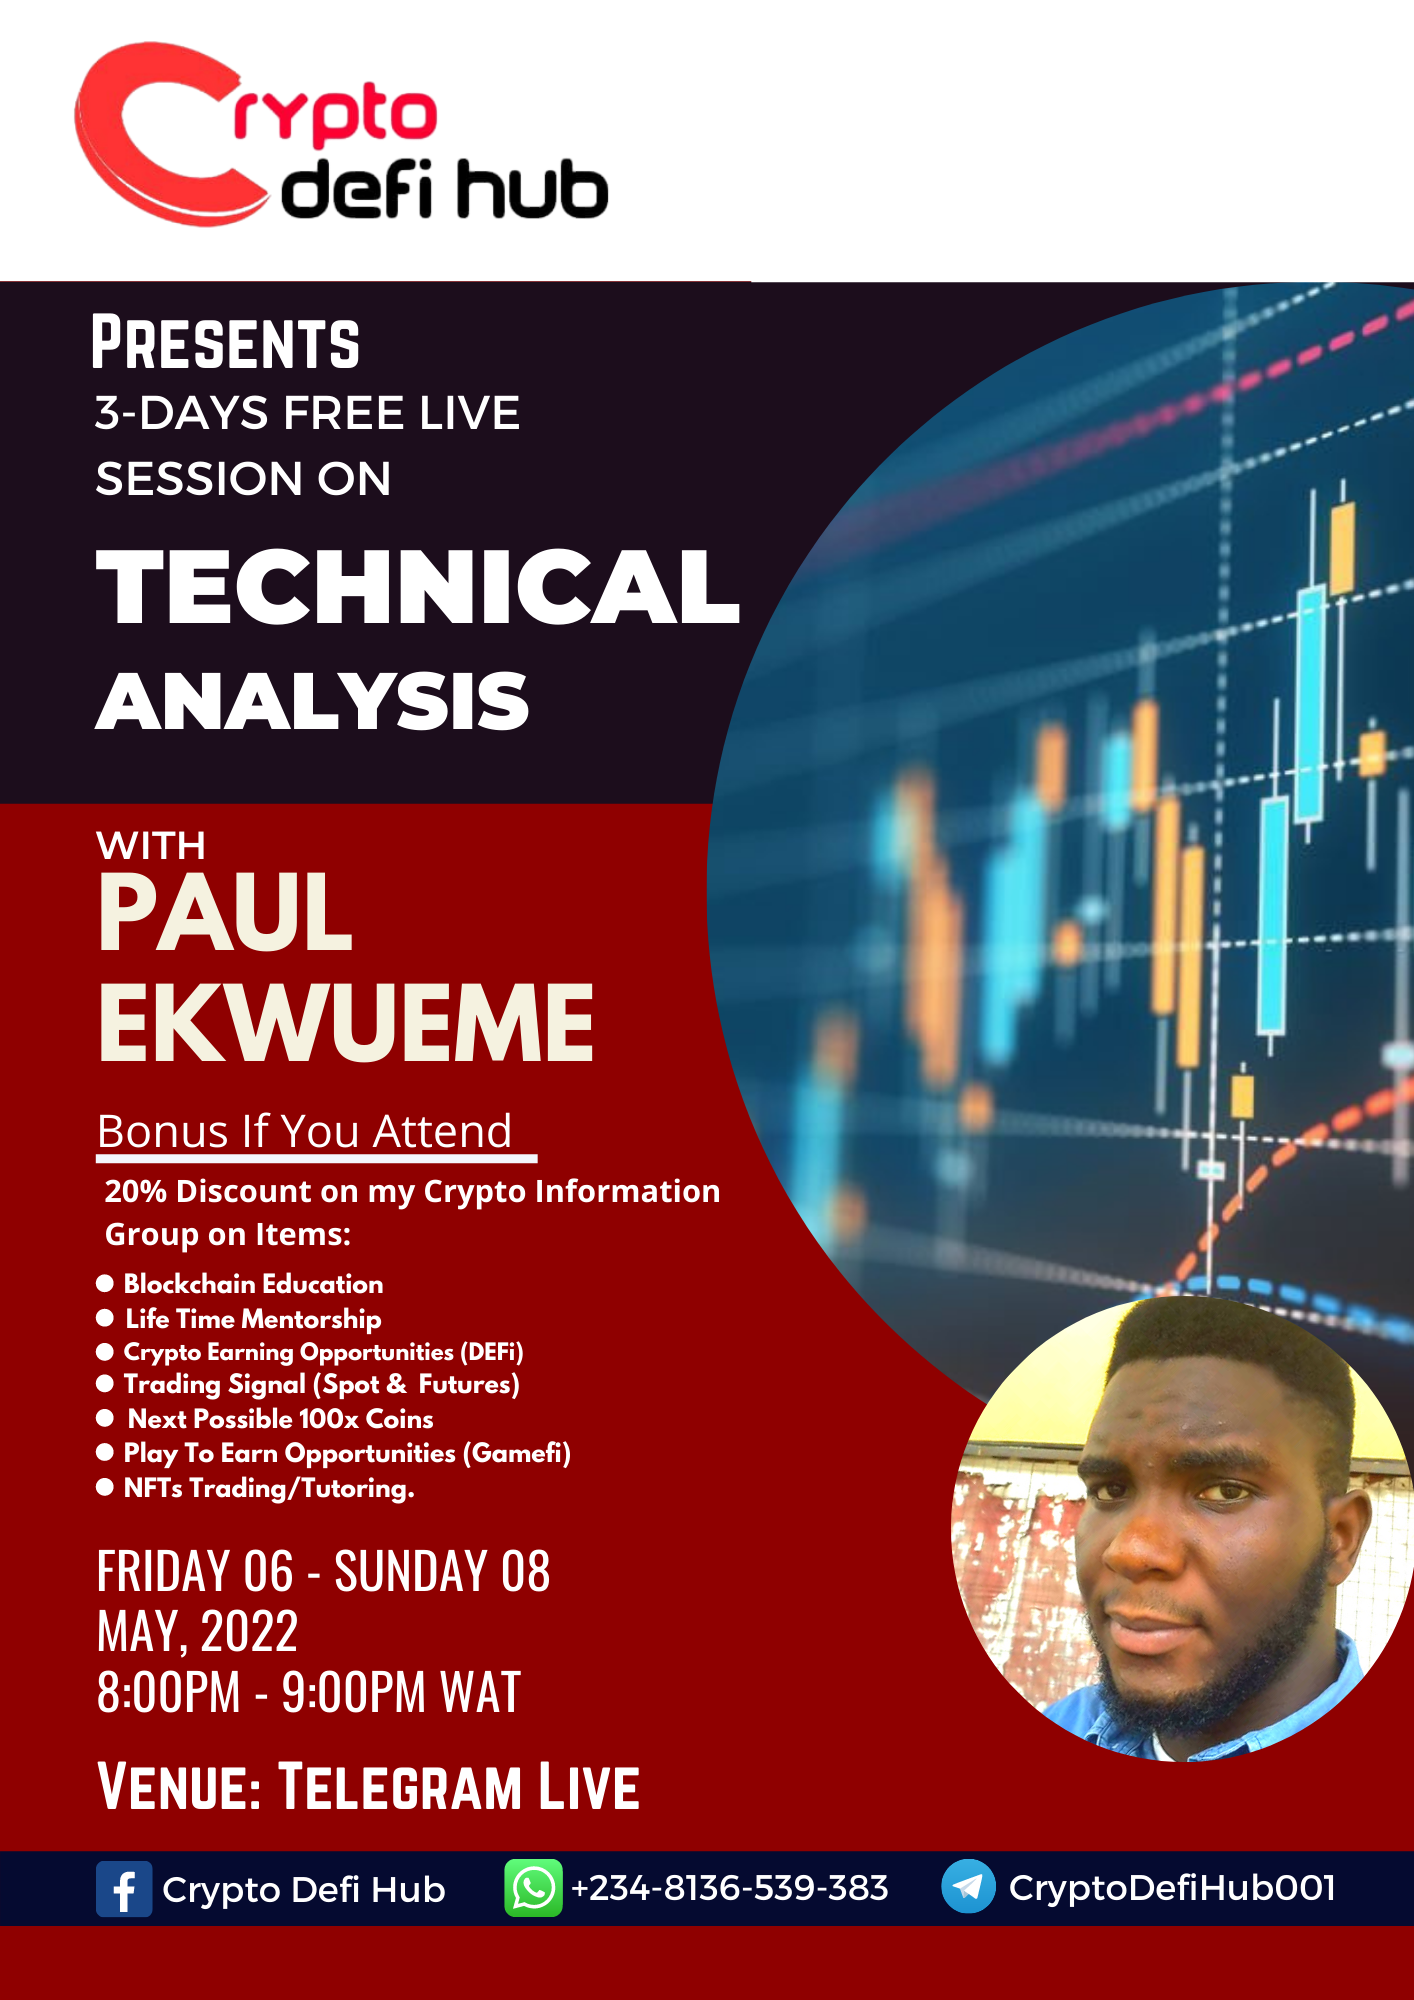 Crypto
defi hub
PRESENTS
3-DAYS FREE LIVE
SESSION ON
TECHNICAL
ANALYSIS
WITH
PAUL
EKWUEME
Bonus If You Attend
20% Discount on my Crypto Information
Group on Items:
Blockchain Education
Life Time Mentorship
Crypto Earning Opportunities (DEFi)
Trading Signal (Spot & Futures)
Next Possible 100x Coins
Play To Earn Opportunities (Gamefi)
NFTs Trading/Tutoring.
FRIDAY 06 - SUNDAY 08
MAY, 2022
8:00PM - 9:00PM WAT
VENUE: TELEGRAM LIVE
Crypto Defi Hub +234-8136-539-383 CryptoDefiHub001